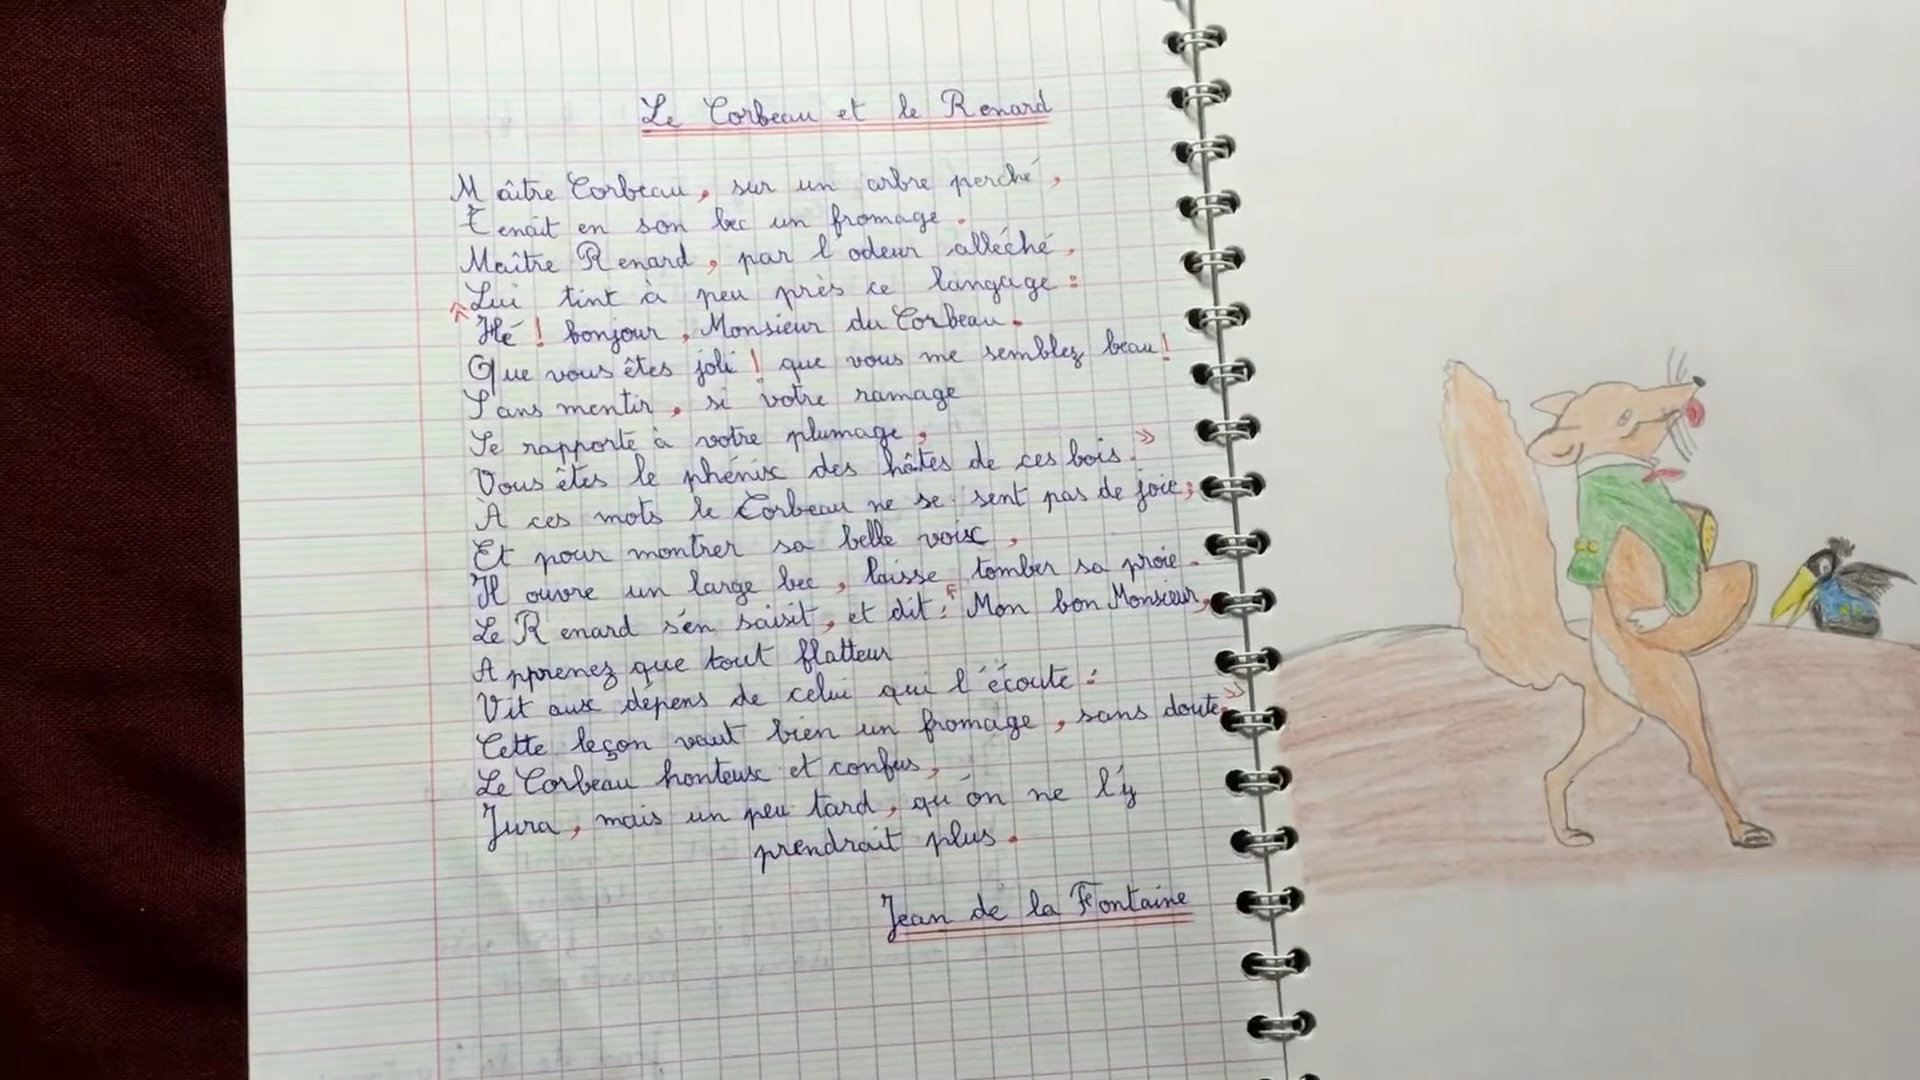 Le Corbeau et le Renard
Maître Corbeau, sur un arbre perché,
Tenait en son bec un fromage.
Maître Renard, par l'odeur alléché,
Lui tint à peu près ce langage :
« Hé ! bonjour, Monsieur du Corbeau.
Que vous êtes joli ! que vous me semblez beau !
Sans mentir, si votre ramage
Se rapporte à votre plumage,
Vous êtes le phénix des hôtes de ces bois. »
À ces mots le Corbeau ne se sent pas de joie ;
Et pour montrer sa belle voix,
Il ouvre un large bec, laisse tomber sa proie.
Le Renard s'en saisit, et dit : « Mon bon Monsieur,
Apprenez que tout flatteur
Vit aux dépens de celui qui l'écoute :
Cette leçon vaut bien un fromage, sans doute. »
Le Corbeau honteux et confus,
Jura, mais un peu tard, qu'on ne l'y
prendrait plus.
Jean de la Fontaine